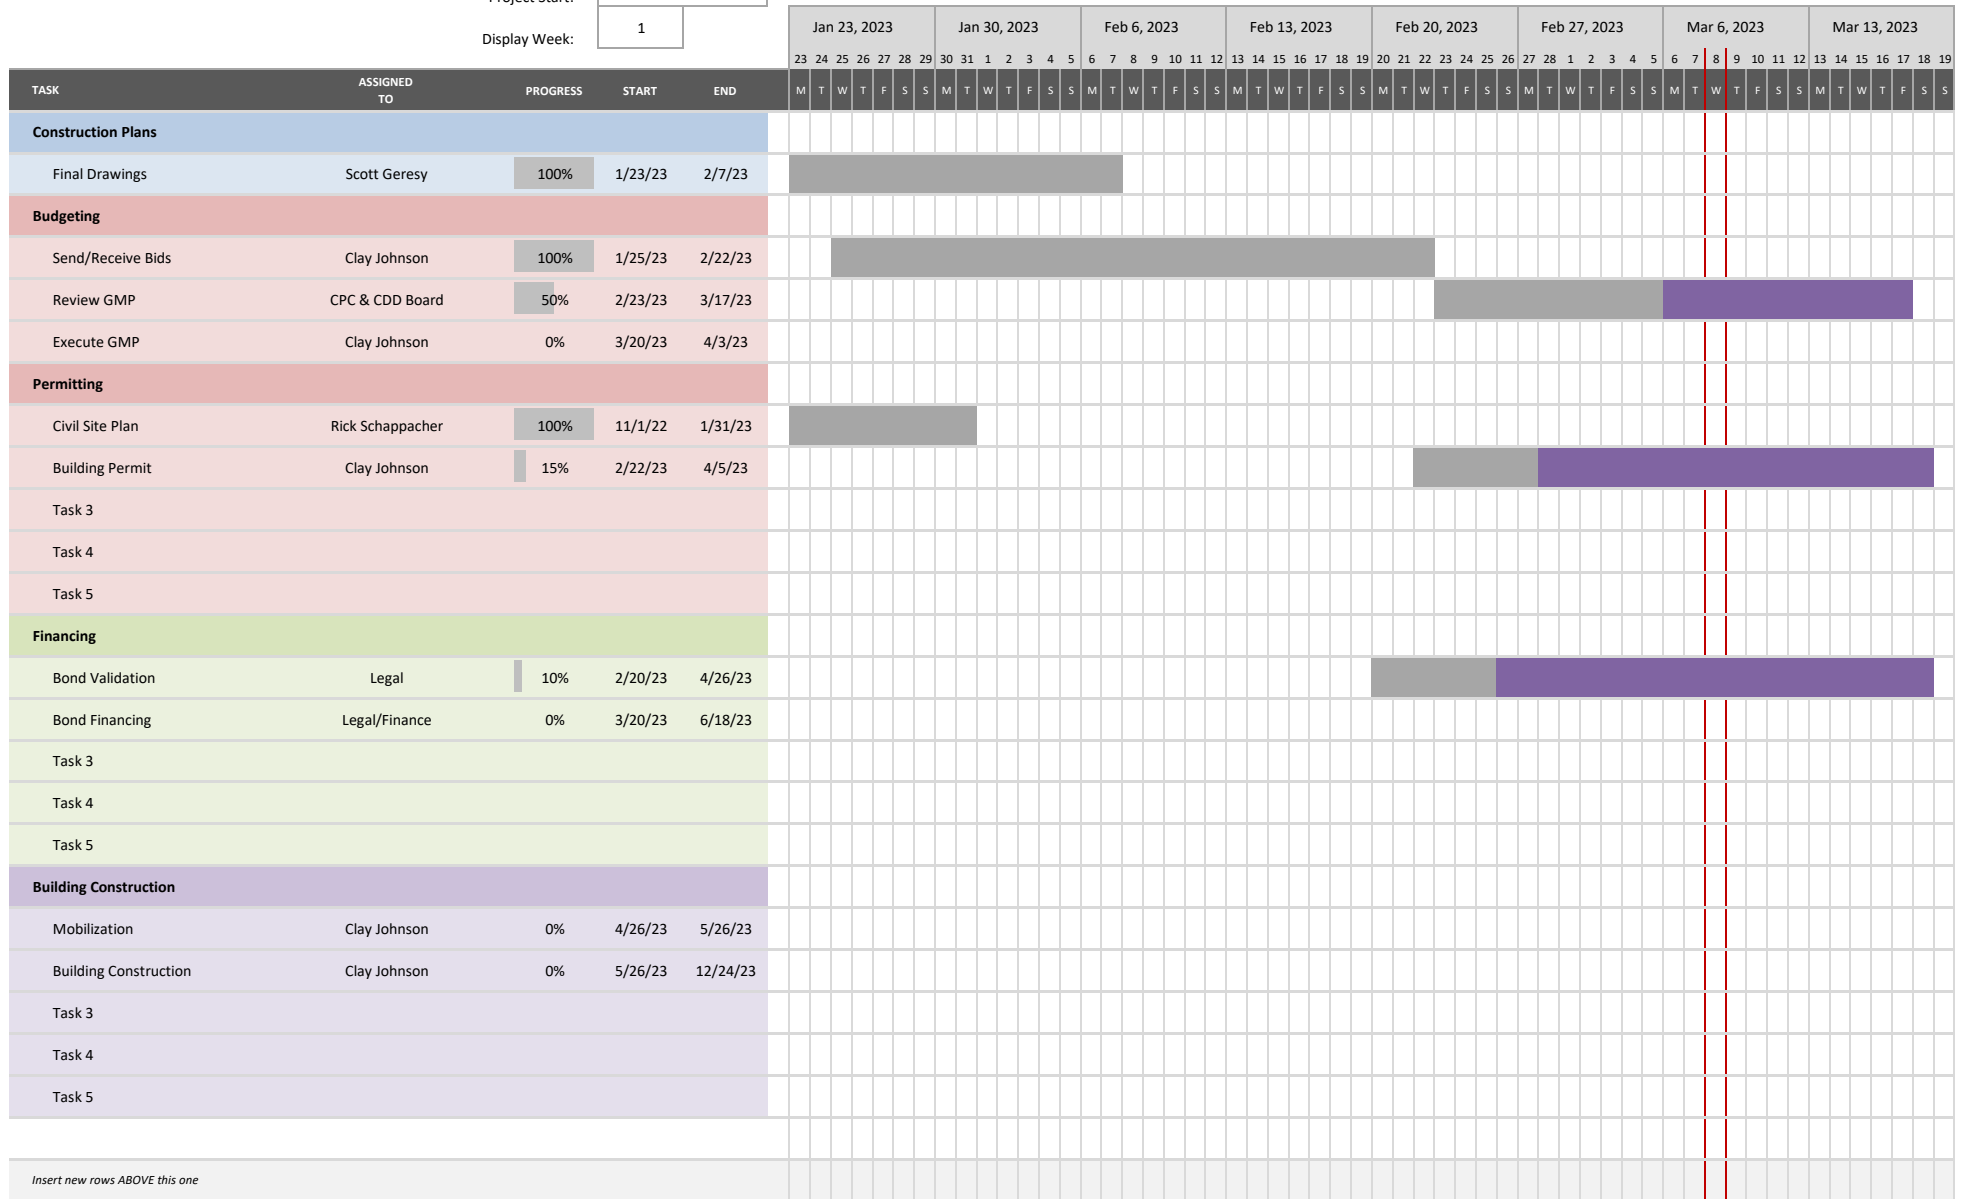 Project Start:
1
Display Week:
Jan 23, 2023 Jan 30, 2023 Feb 6, 2023 Feb 13, 2023 Feb 20, 2023 Feb 27, 2023 Mar 6, 2023 Mar 13, 2023
23 24 25 26 27 28 29 30 31 1 2 3 4 5 6 7 8 9 10 11 12 13 14 15 16 17 18 19 20 21 22 23 24 25 26 27 28 1 2 3 4 5 6 7 8 9 10 11 12 13 14 15 16 17 18 19
TASK ASSIGNED TO PROGRESS START END M T W T F S S M T W T F S S M T W T F S S M T W T F S S M T W T F S S M T W T F S S M T W T F S S M T W T F S S
Construction Plans
Final Drawings Scott Geresy 100% 1/23/23 2/7/23
Budgeting
Send/Receive Bids Clay Johnson 100% 1/25/23 2/22/23
Review GMP CPC & CDD Board 50% 2/23/23 3/17/23
Execute GMP Clay Johnson 0% 3/20/23 4/3/23
Permitting
Civil Site Plan Rick Schappacher 100% 11/1/22 1/31/23
Building Permit Clay Johnson 15% 2/22/23 4/5/23
Task 3
Task 4
Task 5
Financing
Bond Validation Legal 10% 2/20/23 4/26/23
Bond Financing Legal/Finance 0% 3/20/23 6/18/23
Task 3
Task 4
Task 5
Building Construction
Mobilization Clay Johnson 0% 4/26/23 5/26/23
Building Construction Clay Johnson 0% 5/26/23 12/24/23
Task 3
Task 4
Task 5
Insert new rows ABOVE this one